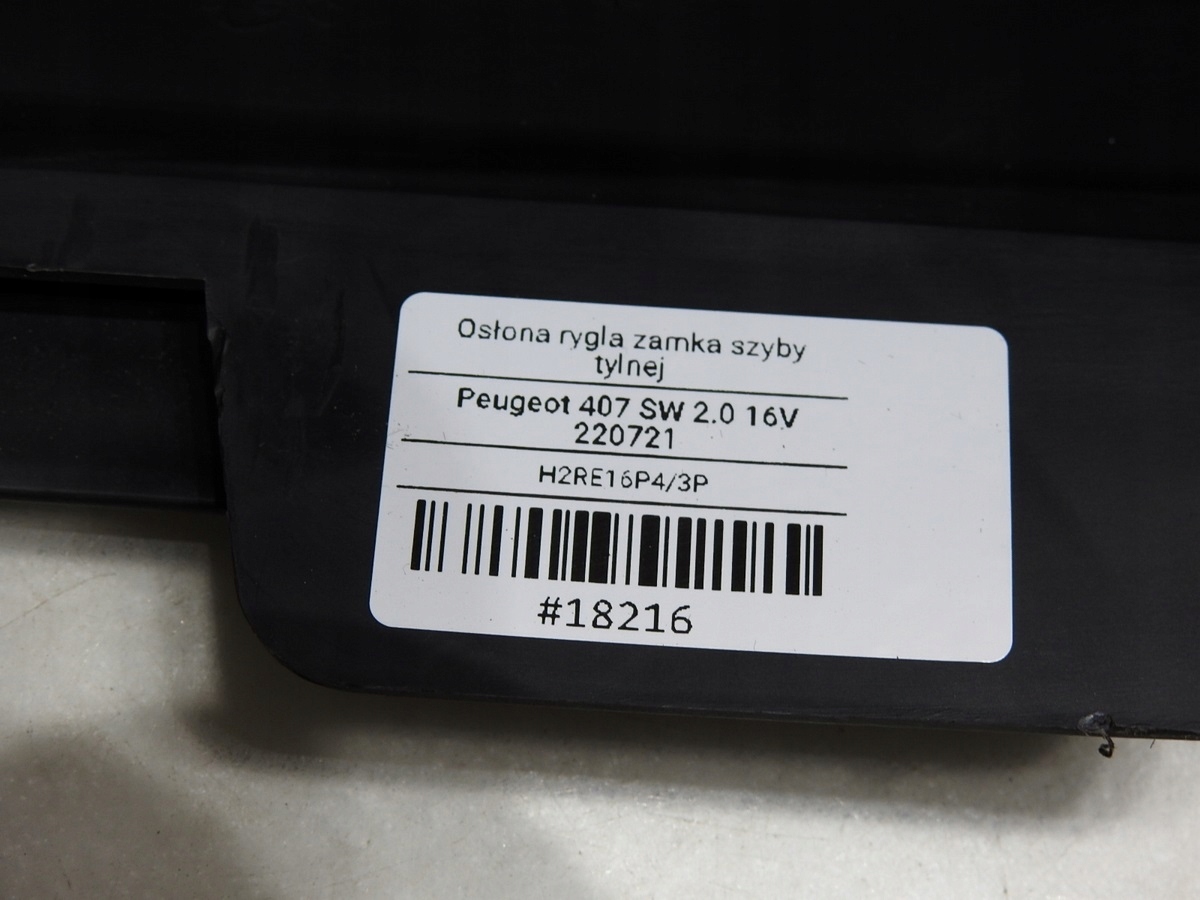 Osłona rygla zamka szyby
tylnej
Peugeot 407 SW 2.0 16V
220721
H2RE16P4/3P
#18216